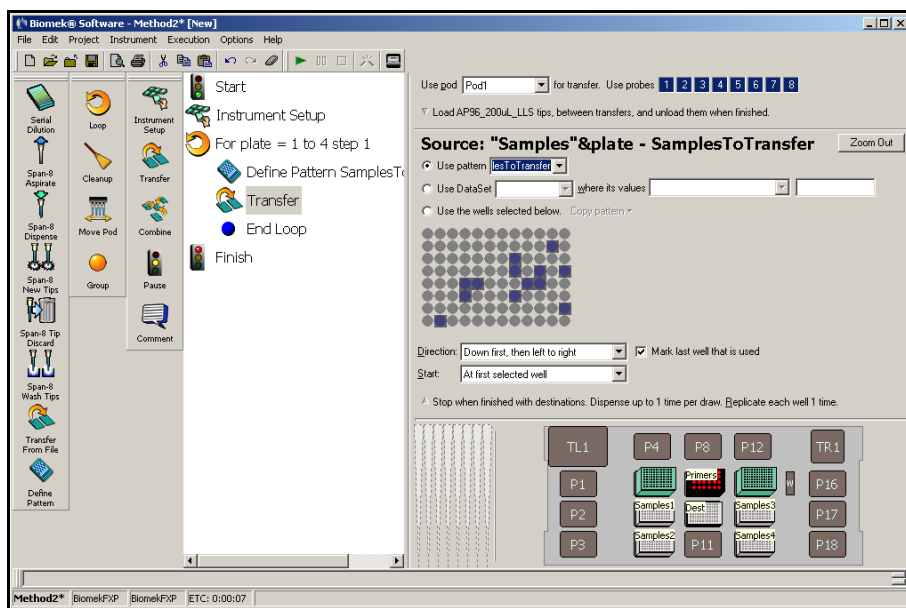 Biomek® Software - Method2* [New]
File Edit Project Instrument Execution Options Help
Serial Dilution
Span-8 Aspirate
Span-8 Dispense
Span-8 New Tips
Span-8 Tip Discard
Span-8 Wash Tips
Transfer From File
Define Pattern
Loop
Cleanup
Move Pod
Group
Instrument Setup
Transfer
Combine
Pause
Comment
Start
Instrument Setup
For plate = 1 to 4 step 1
Define Pattern SamplesTo
Transfer
End Loop
Finish
Use pod Pod1 for transfer. Use probes 1 2 3 4 5 6 7 8
Load AP96_200uL_LLS tips, between transfers, and unload them when finished.
Source: "Samples"&plate - SamplesToTransfer Zoom Out
Use pattern lesToTransfer
Use DataSet where its values
Use the wells selected below. Copy pattern
Direction: Down first, then left to right Mark last well that is used
Start: At first selected well
Stop when finished with destinations. Dispense up to 1 time per draw. Replicate each well 1 time.
TL1 P4 P8 P12 TR1
P1 Primers W P16
P2 Samples1 Dest Samples3 P17
P3 Samples2 P11 Samples4 P18
Method2* BiomekFXP BiomekFXP ETC: 0:00:07